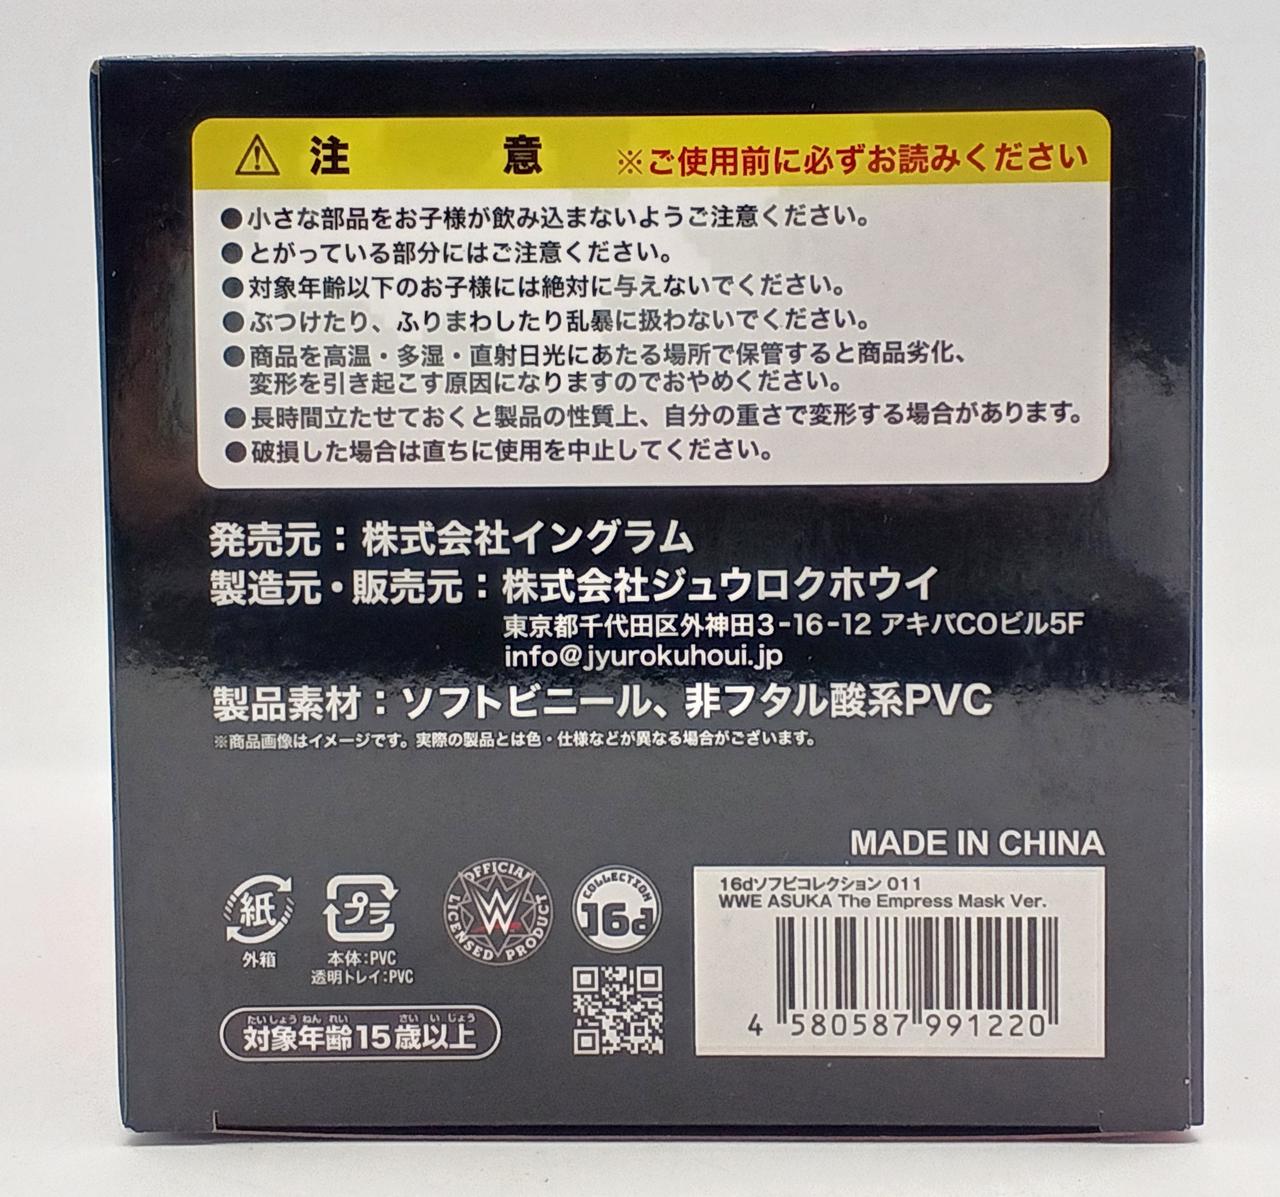 注意 ※ご使用前に必ずお読みください
●小さな部品をお子様が飲み込まないようご注意ください。
●とがっている部分にはご注意ください。
●対象年齢以下のお子様には絶対に与えないでください。
●ぶつけたり、ふりまわしたり乱暴に扱わないでください。
●商品を高温・多湿・直射日光にあたる場所で保管すると商品劣化、
変形を引き起こす原因になりますのでおやめください。
●長時間立たせておくと製品の性質上、自分の重さで変形する場合があります。
●破損した場合は直ちに使用を中止してください。
発売元：株式会社イングラム
製造元・販売元：株式会社ジュウロクホウイ
東京都千代田区外神田3-16-12 アキバCOビル5F
info@jyurokuhoui.jp
製品素材：ソフトビニール、非フタル酸系PVC
※商品画像はイメージです。実際の製品とは色・仕様などが異なる場合がございます。
MADE IN CHINA
紙
外箱
プラ
本体：PVC
透明トレイ：PVC
OFFICIAL
W
LICENSED PRODUCT
COLLECTION
16d
16dソフビコレクション 011
WWE ASUKA The Empress Mask Ver.
4 580587 991220
たいしょう ねん れい さい い じょう
対象年齢15歳以上